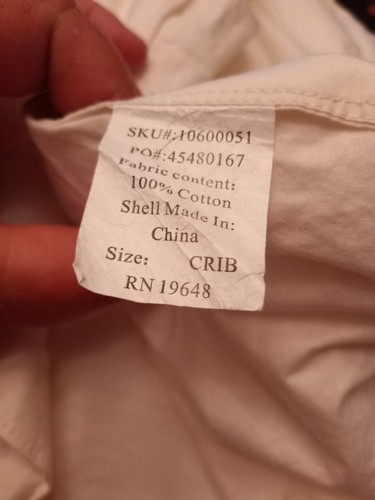 SKU#:10600051
PO#:45480167
Fabric content:
100% Cotton
Shell Made In:
China
Size: CRIB
RN 19648